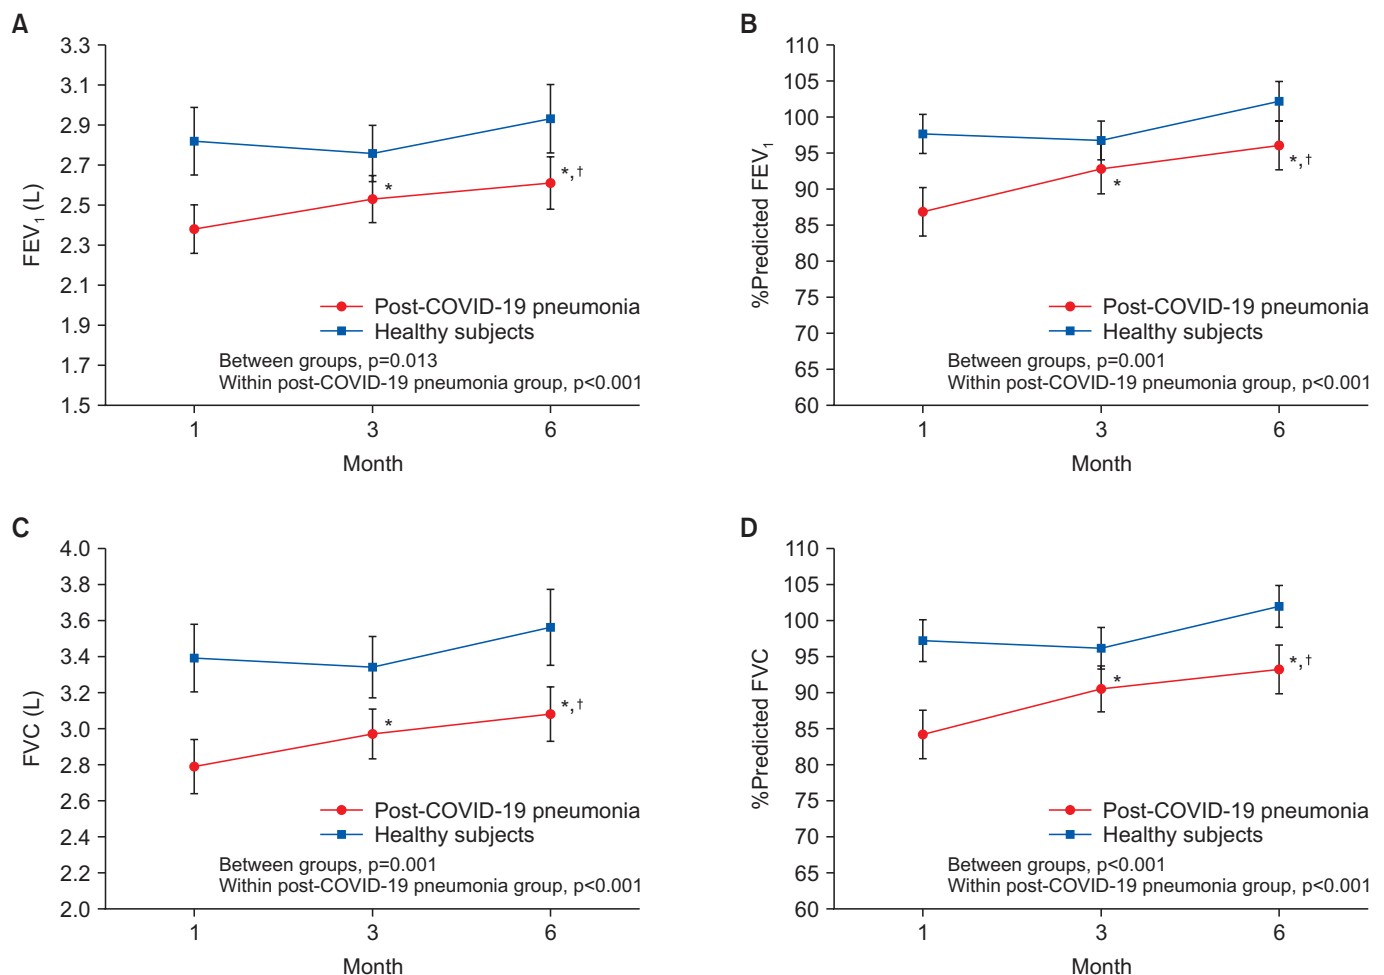 A
3.3
3.1
2.9
2.7
2.5
2.3
2.1
1.9
1.7
1.5
FEV₁ (L)
*
*,†
Post-COVID-19 pneumonia
Healthy subjects
Between groups, p=0.013
Within post-COVID-19 pneumonia group, p<0.001
1 3 6
Month
B
110
105
100
95
90
85
80
75
70
65
60
%Predicted FEV₁
*
*,†
Post-COVID-19 pneumonia
Healthy subjects
Between groups, p=0.001
Within post-COVID-19 pneumonia group, p<0.001
1 3 6
Month
C
4.0
3.8
3.6
3.4
3.2
3.0
2.8
2.6
2.4
2.2
2.0
FVC (L)
*
*,†
Post-COVID-19 pneumonia
Healthy subjects
Between groups, p=0.001
Within post-COVID-19 pneumonia group, p<0.001
1 3 6
Month
D
110
105
100
95
90
85
80
75
70
65
60
%Predicted FVC
*
*,†
Post-COVID-19 pneumonia
Healthy subjects
Between groups, p<0.001
Within post-COVID-19 pneumonia group, p<0.001
1 3 6
Month